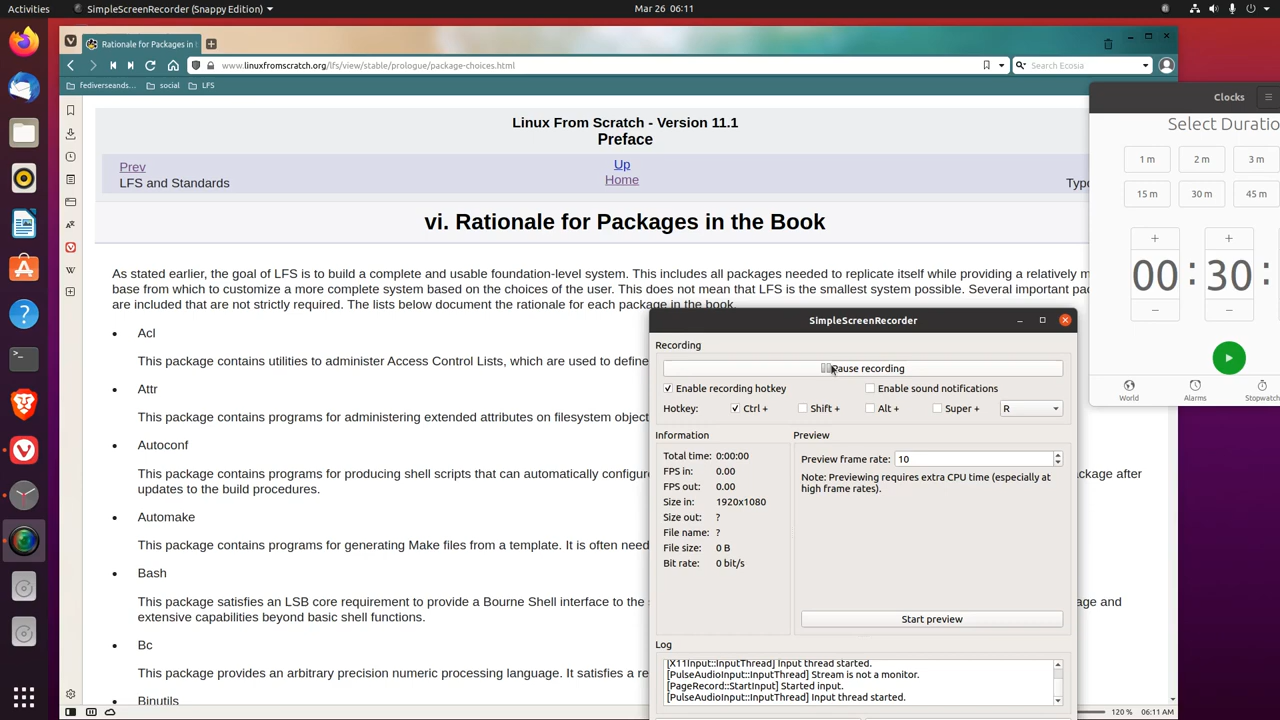 Activities
SimpleScreenRecorder (Snappy Edition)
Mar 26 06:11
Rationale for Packages in t
www.linuxfromscratch.org/lfs/view/stable/prologue/package-choices.html
Search Ecosia
fediverseands...
social
LFS
Linux From Scratch - Version 11.1
Preface
Prev
Up
LFS and Standards
Home
Typo
vi. Rationale for Packages in the Book
As stated earlier, the goal of LFS is to build a complete and usable foundation-level system. This includes all packages needed to replicate itself while providing a relatively m
base from which to customize a more complete system based on the choices of the user. This does not mean that LFS is the smallest system possible. Several important pac
are included that are not strictly required. The lists below document the rationale for each package in the book.
• Acl
This package contains utilities to administer Access Control Lists, which are used to define
• Attr
This package contains programs for administering extended attributes on filesystem object
• Autoconf
This package contains programs for producing shell scripts that can automatically configur
ckage after
updates to the build procedures.
• Automake
This package contains programs for generating Make files from a template. It is often need
• Bash
This package satisfies an LSB core requirement to provide a Bourne Shell interface to the s
age and
extensive capabilities beyond basic shell functions.
• Bc
This package provides an arbitrary precision numeric processing language. It satisfies a re
• Binutils
Clocks
Select Duratio
1 m
2 m
3 m
15 m
30 m
45 m
+
+
00 : 30 :
−
−
World
Alarms
Stopwatch
SimpleScreenRecorder
Recording
Pause recording
Enable recording hotkey
Enable sound notifications
Hotkey:
Ctrl +
Shift +
Alt +
Super +
R
Information
Total time: 0:00:00
FPS in: 0.00
FPS out: 0.00
Size in: 1920x1080
Size out: ?
File name: ?
File size: 0 B
Bit rate: 0 bit/s
Preview
Preview frame rate: 10
Note: Previewing requires extra CPU time (especially at
high frame rates).
Start preview
Log
[X11Input::InputThread] Input thread started.
[PulseAudioInput::InputThread] Stream is not a monitor.
[PageRecord::StartInput] Started input.
[PulseAudioInput::InputThread] Input thread started.
120 %
06:11 AM